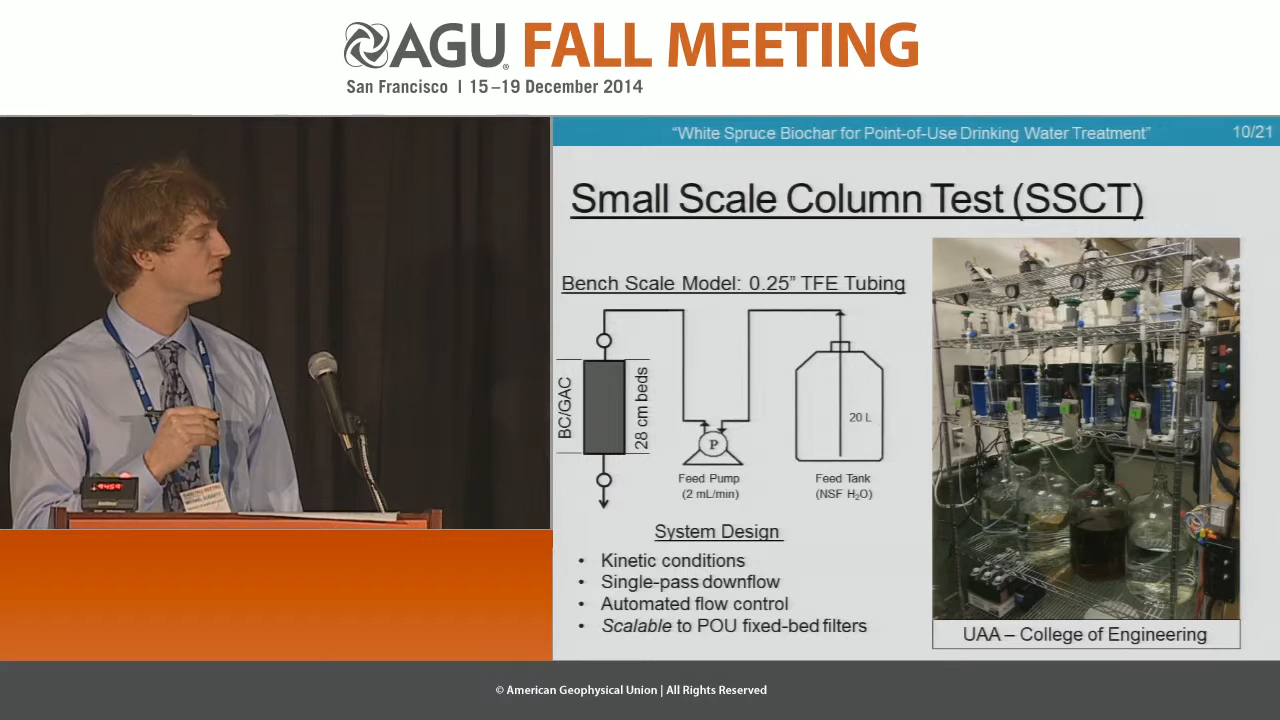 AGU FALL MEETING
San Francisco | 15–19 December 2014
“White Spruce Biochar for Point-of-Use Drinking Water Treatment” 10/21
Small Scale Column Test (SSCT)
Bench Scale Model: 0.25” TFE Tubing
BC/GAC
28 cm beds
P
20 L
Feed Pump
(2 mL/min)
Feed Tank
(NSF H₂O)
System Design
• Kinetic conditions
• Single-pass downflow
• Automated flow control
• Scalable to POU fixed-bed filters
UAA – College of Engineering
© American Geophysical Union | All Rights Reserved